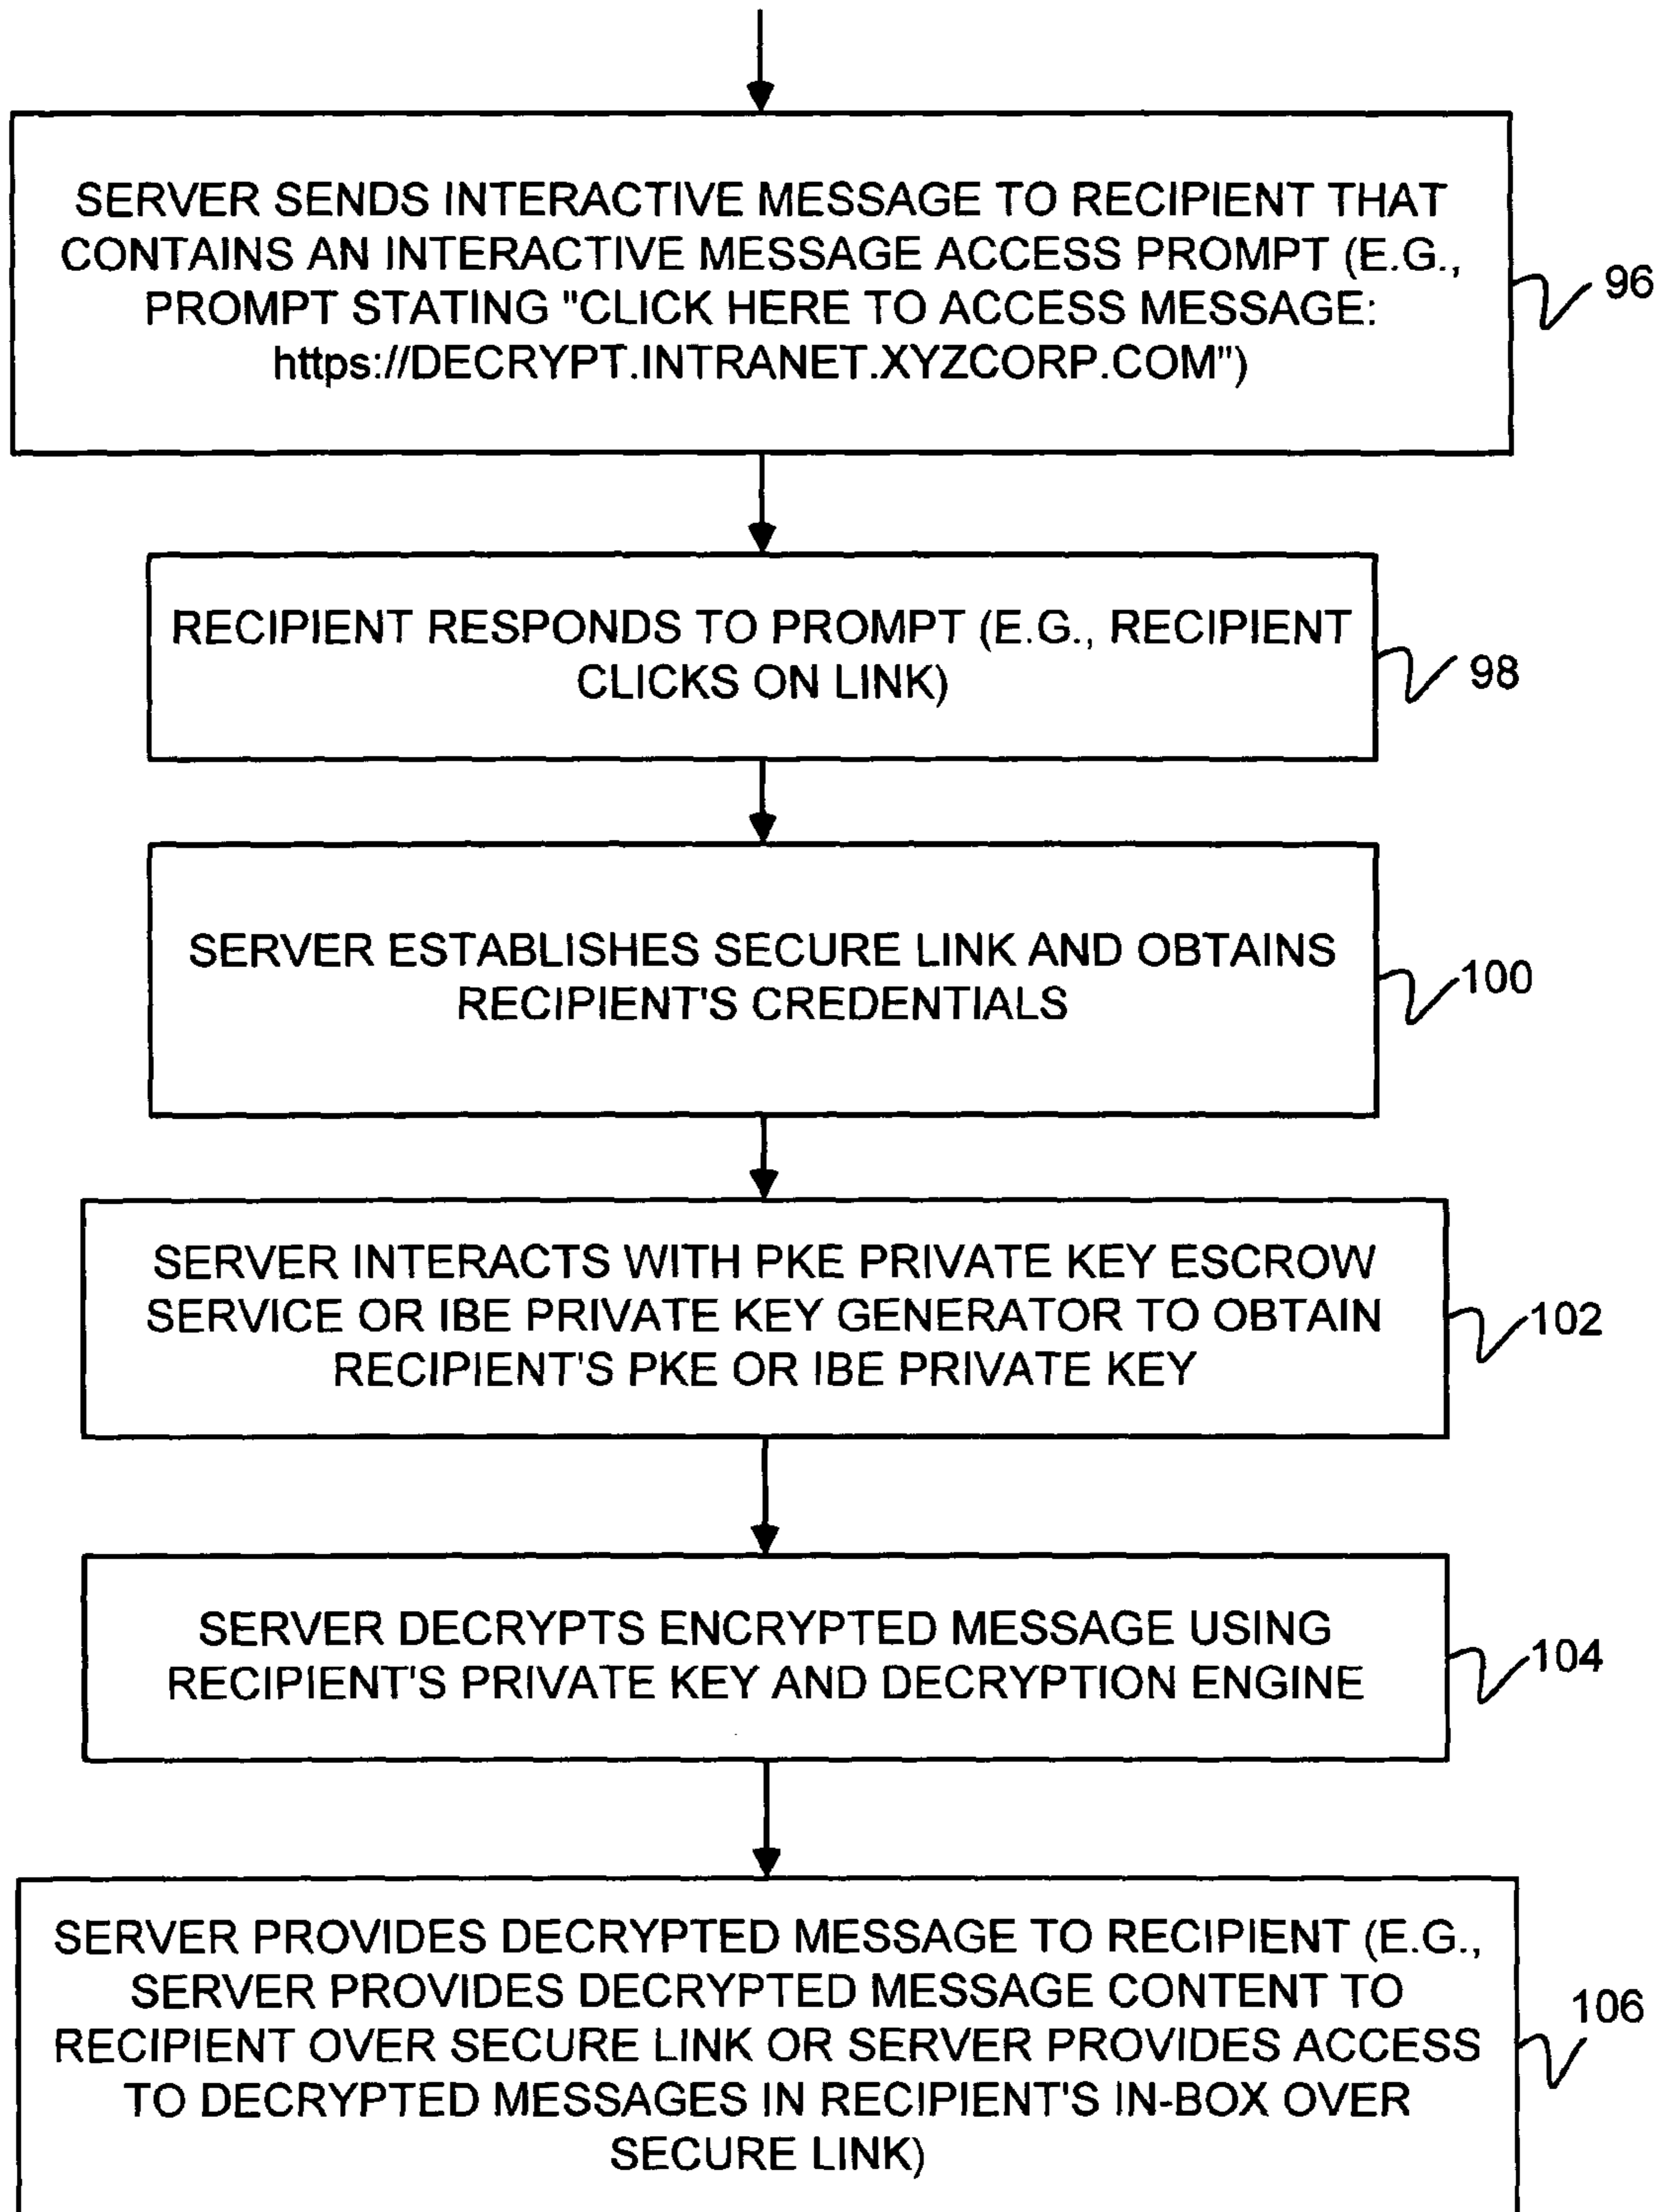 SERVER SENDS INTERACTIVE MESSAGE TO RECIPIENT THAT
CONTAINS AN INTERACTIVE MESSAGE ACCESS PROMPT (E.G.,
PROMPT STATING "CLICK HERE TO ACCESS MESSAGE:
https://DECRYPT.INTRANET.XYZCORP.COM")
96
RECIPIENT RESPONDS TO PROMPT (E.G., RECIPIENT
CLICKS ON LINK)
98
SERVER ESTABLISHES SECURE LINK AND OBTAINS
RECIPIENT'S CREDENTIALS
100
SERVER INTERACTS WITH PKE PRIVATE KEY ESCROW
SERVICE OR IBE PRIVATE KEY GENERATOR TO OBTAIN
RECIPIENT'S PKE OR IBE PRIVATE KEY
102
SERVER DECRYPTS ENCRYPTED MESSAGE USING
RECIPIENT'S PRIVATE KEY AND DECRYPTION ENGINE
104
SERVER PROVIDES DECRYPTED MESSAGE TO RECIPIENT (E.G.,
SERVER PROVIDES DECRYPTED MESSAGE CONTENT TO
RECIPIENT OVER SECURE LINK OR SERVER PROVIDES ACCESS
TO DECRYPTED MESSAGES IN RECIPIENT'S IN-BOX OVER
SECURE LINK)
106